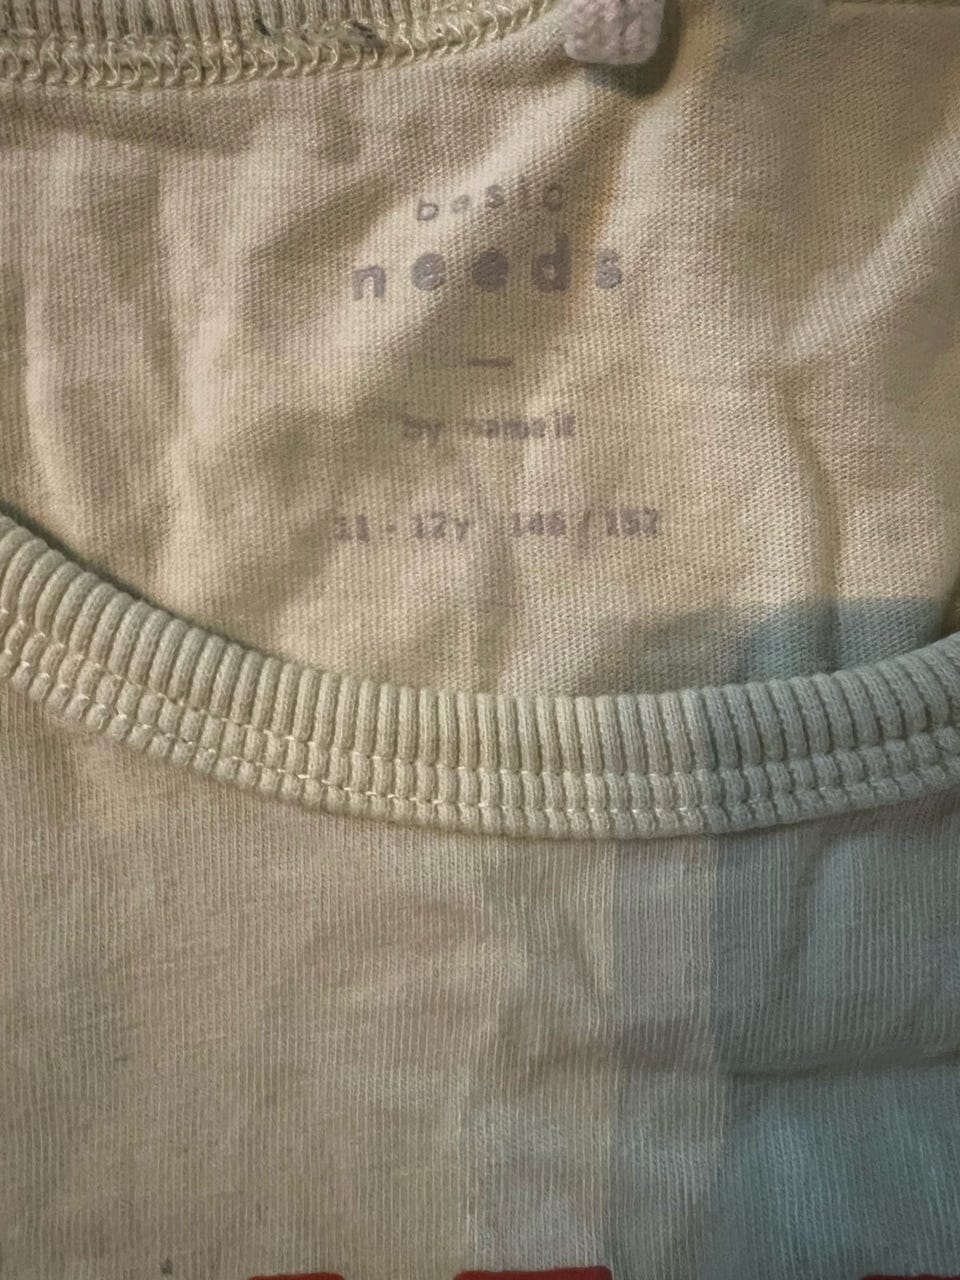 basic
needs
—
by name it
11 - 12y 146 / 152